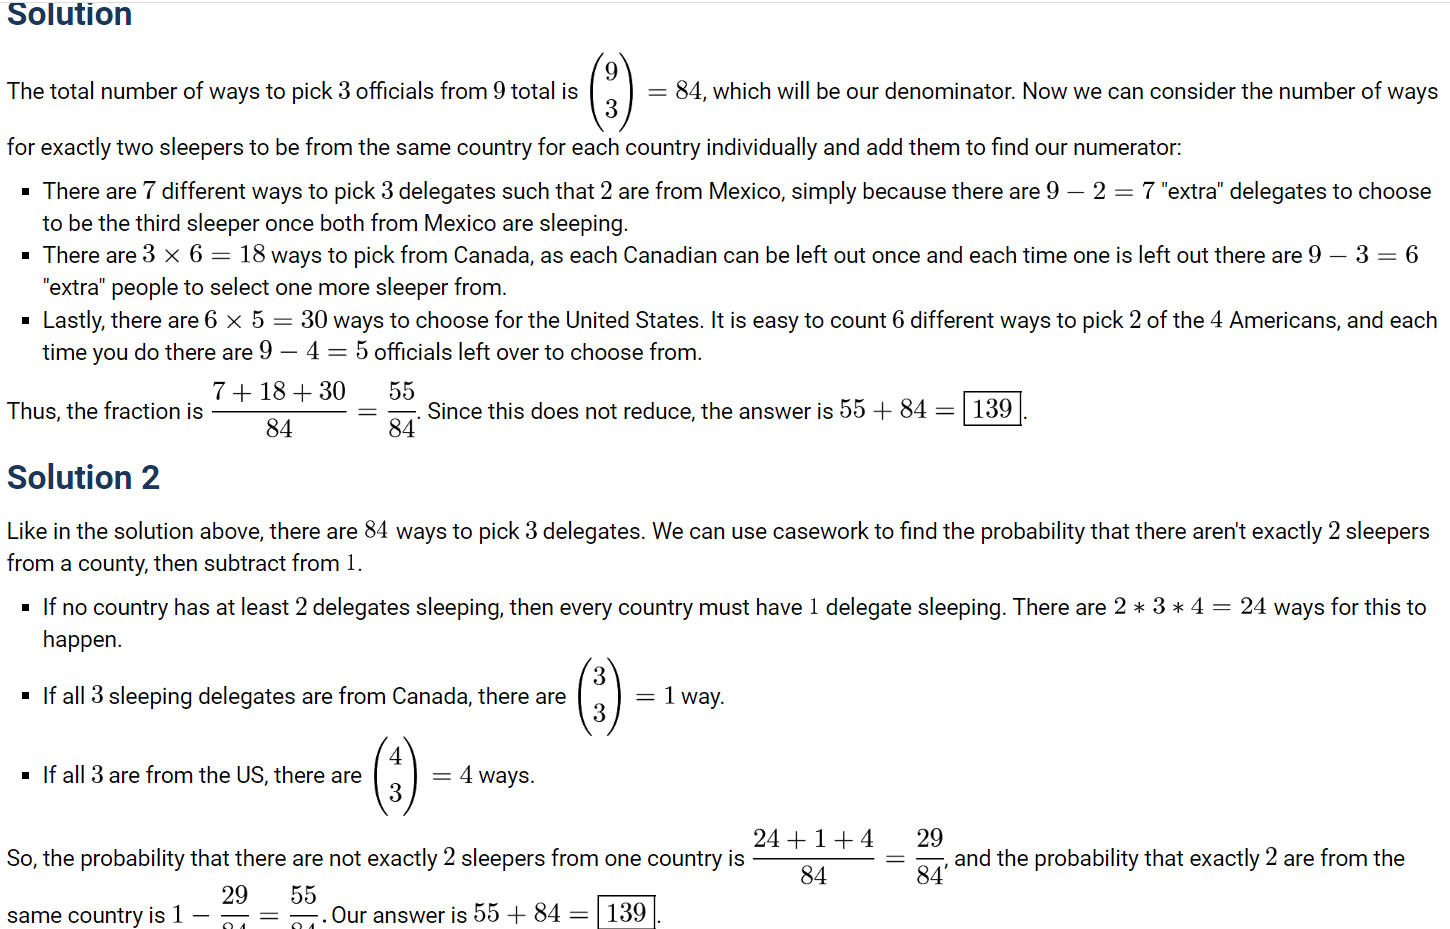 Solution
The total number of ways to pick 3 officials from 9 total is \binom{9}{3} = 84, which will be our denominator. Now we can consider the number of ways
for exactly two sleepers to be from the same country for each country individually and add them to find our numerator:
▪ There are 7 different ways to pick 3 delegates such that 2 are from Mexico, simply because there are 9 − 2 = 7 "extra" delegates to choose
to be the third sleeper once both from Mexico are sleeping.
▪ There are 3 × 6 = 18 ways to pick from Canada, as each Canadian can be left out once and each time one is left out there are 9 − 3 = 6
"extra" people to select one more sleeper from.
▪ Lastly, there are 6 × 5 = 30 ways to choose for the United States. It is easy to count 6 different ways to pick 2 of the 4 Americans, and each
time you do there are 9 − 4 = 5 officials left over to choose from.
Thus, the fraction is \frac{7 + 18 + 30}{84} = \frac{55}{84}. Since this does not reduce, the answer is 55 + 84 = \boxed{139}.
Solution 2
Like in the solution above, there are 84 ways to pick 3 delegates. We can use casework to find the probability that there aren't exactly 2 sleepers
from a county, then subtract from 1.
▪ If no country has at least 2 delegates sleeping, then every country must have 1 delegate sleeping. There are 2 * 3 * 4 = 24 ways for this to
happen.
▪ If all 3 sleeping delegates are from Canada, there are \binom{3}{3} = 1 way.
▪ If all 3 are from the US, there are \binom{4}{3} = 4 ways.
So, the probability that there are not exactly 2 sleepers from one country is \frac{24 + 1 + 4}{84} = \frac{29}{84}, and the probability that exactly 2 are from the
same country is 1 − \frac{29}{84} = \frac{55}{84}. Our answer is 55 + 84 = \boxed{139}.